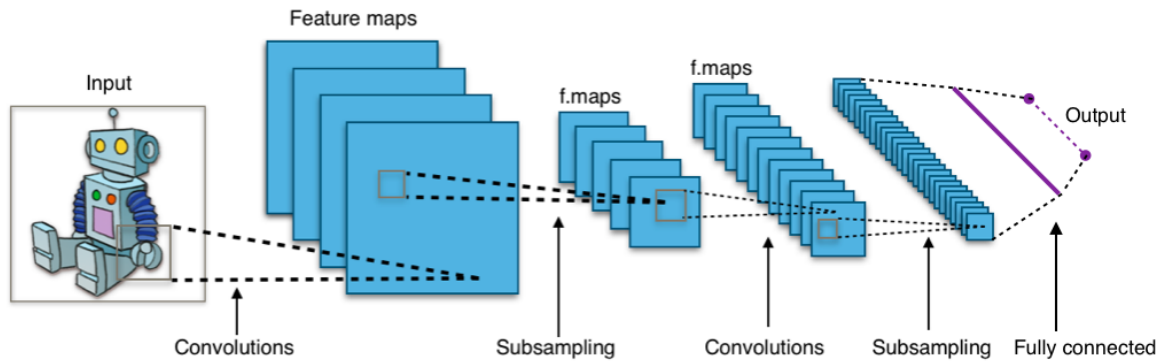 Feature maps
Input
f.maps
f.maps
Output
Convolutions
Subsampling
Convolutions
Subsampling
Fully connected